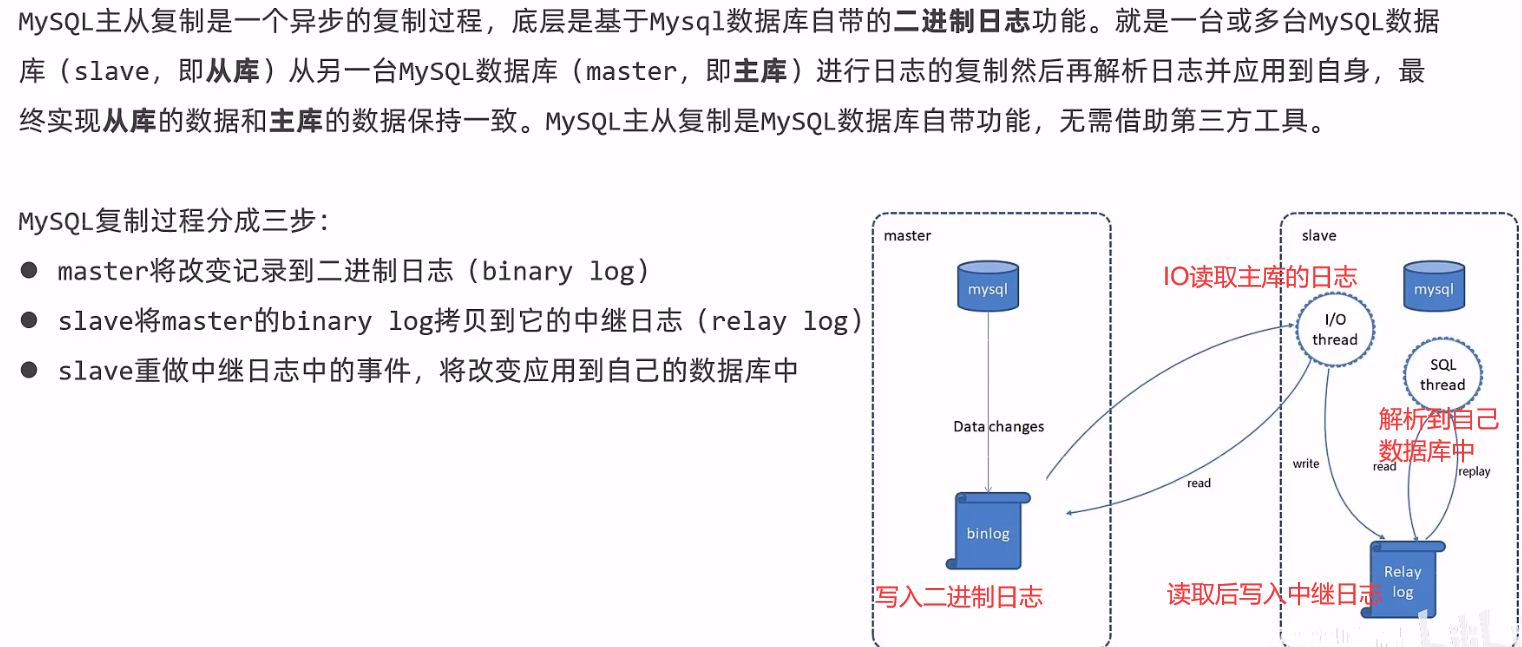 MySQL主从复制是一个异步的复制过程，底层是基于Mysql数据库自带的二进制日志功能。就是一台或多台MySQL数据
库（slave，即从库）从另一台MySQL数据库（master，即主库）进行日志的复制然后再解析日志并应用到自身，最
终实现从库的数据和主库的数据保持一致。MySQL主从复制是MySQL数据库自带功能，无需借助第三方工具。
MySQL复制过程分成三步：
● master将改变记录到二进制日志（binary log）
● slave将master的binary log拷贝到它的中继日志（relay log）
● slave重做中继日志中的事件，将改变应用到自己的数据库中
master
mysql
Data changes
binlog
写入二进制日志
read
slave
IO读取主库的日志
mysql
I/O
thread
SQL
thread
解析到自己
数据库中
write
read
replay
Relay
log
读取后写入中继日志